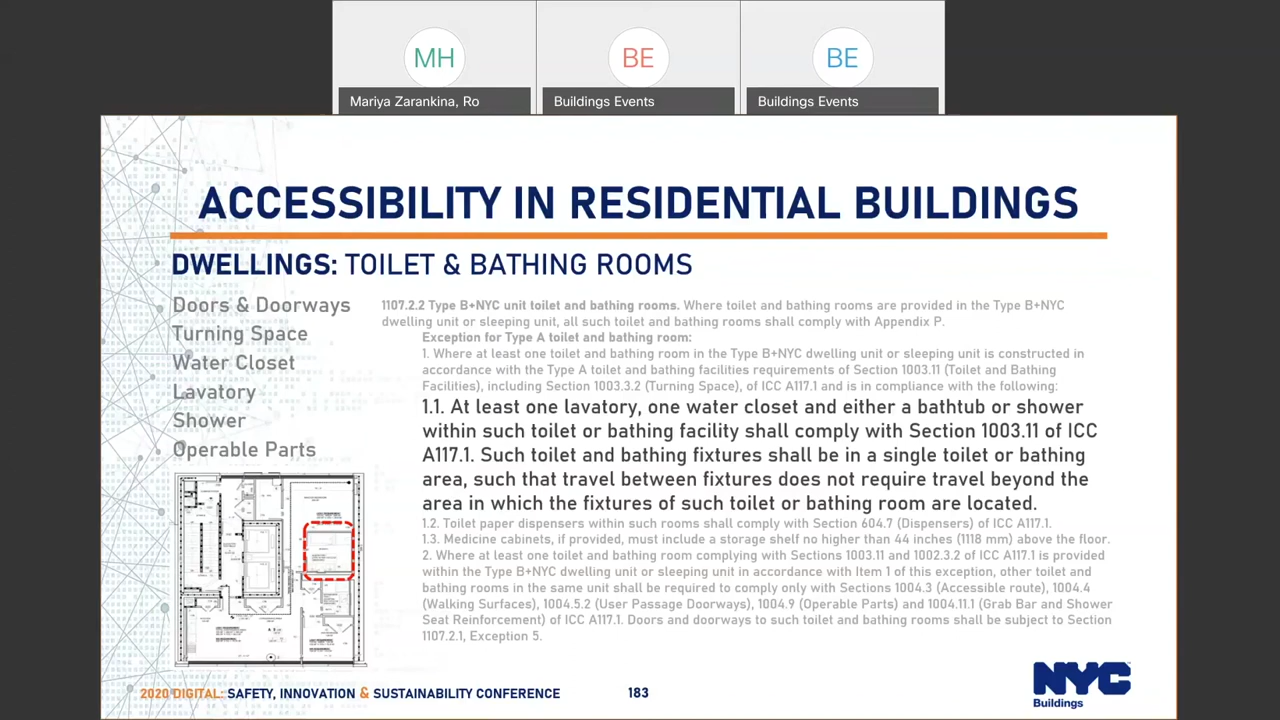 MH
BE
BE
Mariya Zarankina, Ro
Buildings Events
Buildings Events
ACCESSIBILITY IN RESIDENTIAL BUILDINGS
DWELLINGS: TOILET & BATHING ROOMS
Doors & Doorways
Turning Space
Water Closet
Lavatory
Shower
Operable Parts
1107.2.2 Type B+NYC unit toilet and bathing rooms. Where toilet and bathing rooms are provided in the Type B+NYC
dwelling unit or sleeping unit, all such toilet and bathing rooms shall comply with Appendix P.
Exception for Type A toilet and bathing room:
1. Where at least one toilet and bathing room in the Type B+NYC dwelling unit or sleeping unit is constructed in
accordance with the Type A toilet and bathing facilities requirements of Section 1003.11 (Toilet and Bathing
Facilities), including Section 1003.3.2 (Turning Space), of ICC A117.1 and is in compliance with the following:
1.1. At least one lavatory, one water closet and either a bathtub or shower
within such toilet or bathing facility shall comply with Section 1003.11 of ICC
A117.1. Such toilet and bathing fixtures shall be in a single toilet or bathing
area, such that travel between fixtures does not require travel beyond the
area in which the fixtures of such toilet or bathing room are located.
1.2. Toilet paper dispensers within such rooms shall comply with Section 604.7 (Dispensers) of ICC A117.1.
1.3. Medicine cabinets, if provided, must include a storage shelf no higher than 44 inches (1118 mm) above the floor.
2. Where at least one toilet and bathing room complying with Sections 1003.11 and 1002.3.2 of ICC A117.1 is provided
within the Type B+NYC dwelling unit or sleeping unit in accordance with Item 1 of this exception, other toilet and
bathing rooms in the same unit shall be required to comply only with Sections 1004.3 (Accessible route), 1004.4
(Walking Surfaces), 1004.5.2 (User Passage Doorways), 1004.9 (Operable Parts) and 1004.11.1 (Grab Bar and Shower
Seat Reinforcement) of ICC A117.1. Doors and doorways to such toilet and bathing rooms shall be subject to Section
1107.2.1, Exception 5.
2020 DIGITAL: SAFETY, INNOVATION & SUSTAINABILITY CONFERENCE
183
NYC
Buildings